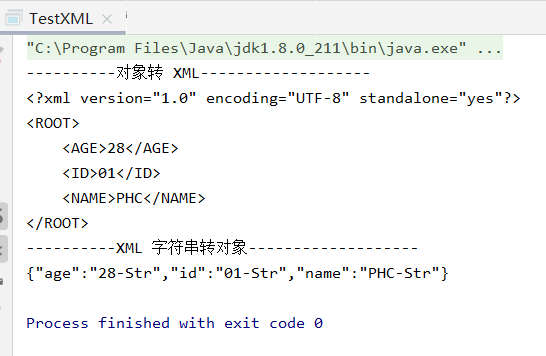 TestXML
"C:\Program Files\Java\jdk1.8.0_211\bin\java.exe" ...
----------对象转 XML-------------------
<?xml version="1.0" encoding="UTF-8" standalone="yes"?>
<ROOT>
    <AGE>28</AGE>
    <ID>01</ID>
    <NAME>PHC</NAME>
</ROOT>
----------XML 字符串转对象-------------------
{"age":"28-Str","id":"01-Str","name":"PHC-Str"}
Process finished with exit code 0